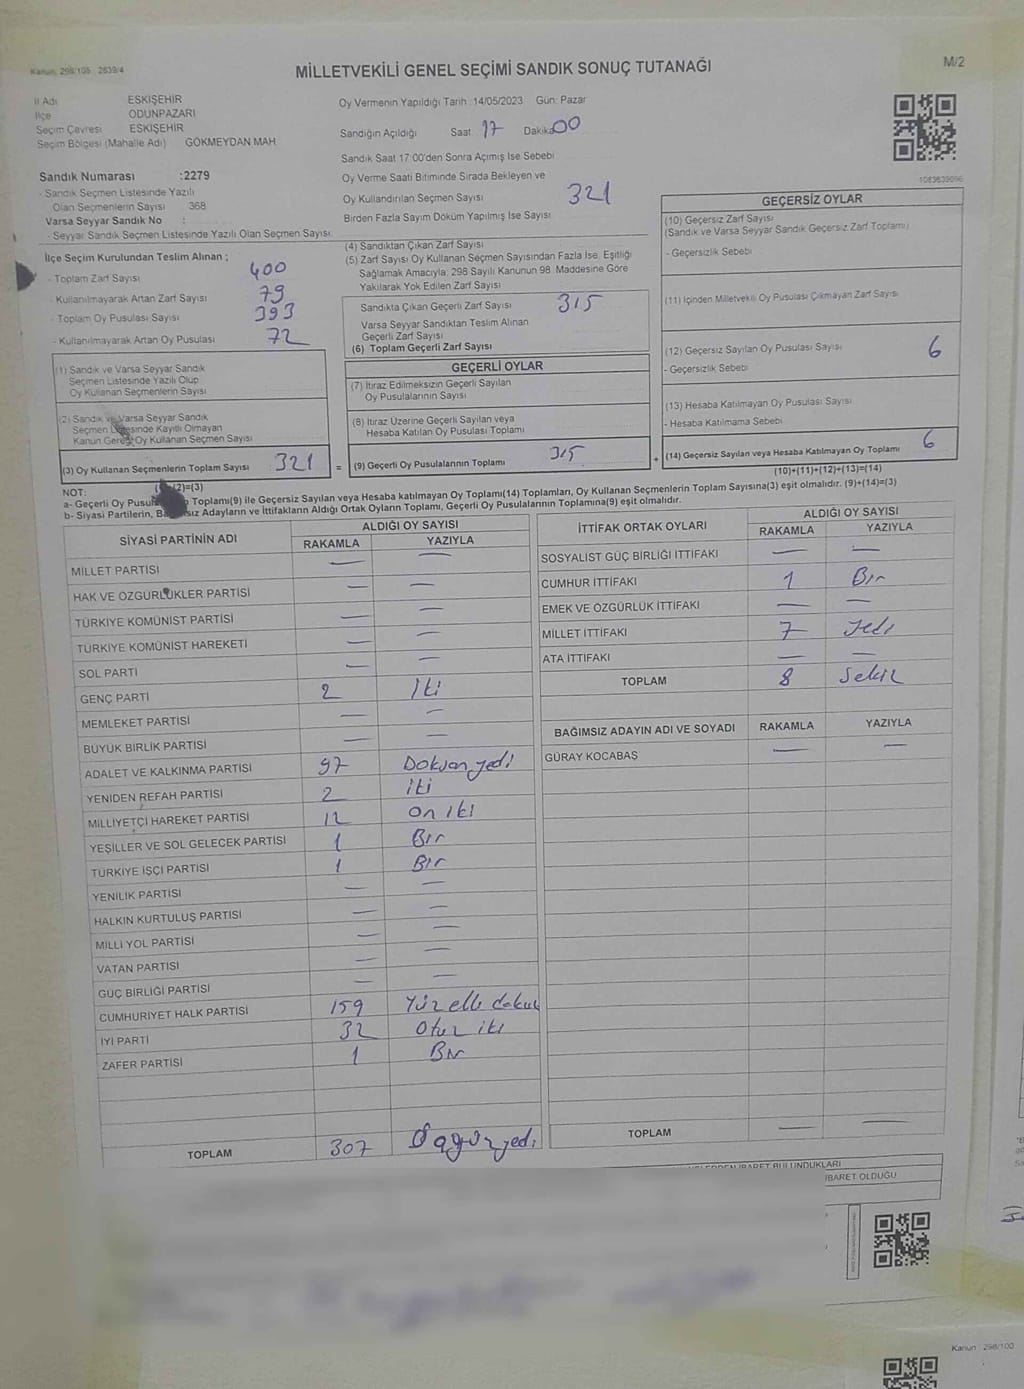 Kanun: 298/105 2839/4
MİLLETVEKİLİ GENEL SEÇİMİ SANDIK SONUÇ TUTANAĞI
M/2
İl Adı ESKİŞEHİR
İlçe ODUNPAZARI
Seçim Çevresi ESKİŞEHİR
Seçim Bölgesi (Mahalle Adı) GÖKMEYDAN MAH
Sandık Numarası :2279
- Sandık Seçmen Listesinde Yazılı
Olan Seçmenlerin Sayısı 368
Varsa Seyyar Sandık No :
- Seyyar Sandık Seçmen Listesinde Yazılı Olan Seçmen Sayısı:
Oy Vermenin Yapıldığı Tarih :14/05/2023 Gün: Pazar
Sandığın Açıldığı Saat 17 Dakika 00
Sandık Saat 17:00'den Sonra Açımış İse Sebebi
Oy Verme Saati Bitiminde Sırada Bekleyen ve
Oy Kullandırılan Seçmen Sayısı 321
Birden Fazla Sayım Döküm Yapılmış İse Sayısı
1083639696
İlçe Seçim Kurulundan Teslim Alınan ;
- Toplam Zarf Sayısı 400
- Kullanılmayarak Artan Zarf Sayısı 79
- Toplam Oy Pusulası Sayısı 393
- Kullanılmayarak Artan Oy Pusulası 72
(1) Sandık ve Varsa Seyyar Sandık
Seçmen Listesinde Yazılı Olup
Oy Kullanan Seçmenlerin Sayısı
(2) Sandık ve Varsa Seyyar Sandık
Seçmen Listesinde Kayıtlı Olmayan
Kanun Gereği Oy Kullanan Seçmen Sayısı
(3) Oy Kullanan Seçmenlerin Toplam Sayısı 321 =
(2)=(3)
(4) Sandıktan Çıkan Zarf Sayısı
(5) Zarf Sayısı Oy Kullanan Seçmen Sayısından Fazla İse, Eşitliği
Sağlamak Amacıyla; 298 Sayılı Kanunun 98. Maddesine Göre
Yakılarak Yok Edilen Zarf Sayısı
Sandıkta Çıkan Geçerli Zarf Sayısı 315
Varsa Seyyar Sandıktan Teslim Alınan
Geçerli Zarf Sayısı
(6) Toplam Geçerli Zarf Sayısı
GEÇERLİ OYLAR
(7) İtiraz Edilmeksizin Geçerli Sayılan
Oy Pusulalarının Sayısı
(8) İtiraz Üzerine Geçerli Sayılan veya
Hesaba Katılan Oy Pusulası Toplamı
(9) Geçerli Oy Pusulalarının Toplamı 315 +
GEÇERSİZ OYLAR
(10) Geçersiz Zarf Sayısı
(Sandık ve Varsa Seyyar Sandık Geçersiz Zarf Toplamı)
- Geçersizlik Sebebi
(11) İçinden Milletvekili Oy Pusulası Çıkmayan Zarf Sayısı
(12) Geçersiz Sayılan Oy Pusulası Sayısı 6
- Geçersizlik Sebebi
(13) Hesaba Katılmayan Oy Pusulası Sayısı
- Hesaba Katılmama Sebebi
(14) Geçersiz Sayılan veya Hesaba Katılmayan Oy Toplamı 6
(10)+(11)+(12)+(13)=(14)
NOT:
a- Geçerli Oy Toplamı(9) ile Geçersiz Sayılan veya Hesaba katılmayan Oy Toplamı(14) Toplamları, Oy Kullanan Seçmenlerin Toplam Sayısına(3) eşit olmalıdır. (9)+(14)=(3)
b- Siyasi Partilerin, Adayların ve İttifakların Aldığı Ortak Oyların Toplamı, Geçerli Oy Pusulalarının Toplamına(9) eşit olmalıdır.
SİYASİ PARTİNİN ADI ALDIĞI OY SAYISI
RAKAMLA YAZIYLA
MİLLET PARTİSİ — —
HAK VE ÖZGÜRLÜKLER PARTİSİ — —
TÜRKİYE KOMÜNİST PARTİSİ — —
TÜRKİYE KOMÜNİST HAREKETİ — —
SOL PARTİ — —
GENÇ PARTİ 2 İki
MEMLEKET PARTİSİ — —
BÜYÜK BİRLİK PARTİSİ — —
ADALET VE KALKINMA PARTİSİ 97 Doksan yedi
YENİDEN REFAH PARTİSİ 2 iki
MİLLİYETÇİ HAREKET PARTİSİ 12 on iki
YEŞİLLER VE SOL GELECEK PARTİSİ 1 Bir
TÜRKİYE İŞÇİ PARTİSİ 1 Bir
YENİLİK PARTİSİ — —
HALKIN KURTULUŞ PARTİSİ — —
MİLLİ YOL PARTİSİ — —
VATAN PARTİSİ — —
GÜÇ BİRLİĞİ PARTİSİ — —
CUMHURİYET HALK PARTİSİ 159 Yüz elli dokuz
İYİ PARTİ 32 Otuz iki
ZAFER PARTİSİ 1 Bir
TOPLAM 307 Üçyüz yedi
İTTİFAK ORTAK OYLARI ALDIĞI OY SAYISI
RAKAMLA YAZIYLA
SOSYALİST GÜÇ BİRLİĞİ İTTİFAKI — —
CUMHUR İTTİFAKI 1 Bir
EMEK VE ÖZGÜRLÜK İTTİFAKI — —
MİLLET İTTİFAKI 7 Yedi
ATA İTTİFAKI — —
TOPLAM 8 Sekiz
BAĞIMSIZ ADAYIN ADI VE SOYADI RAKAMLA YAZIYLA
GÜRAY KOCABAŞ — —
TOPLAM — —
İBARET BULUNDUKLARI
İBARET OLDUĞU
Kanun : 298/100